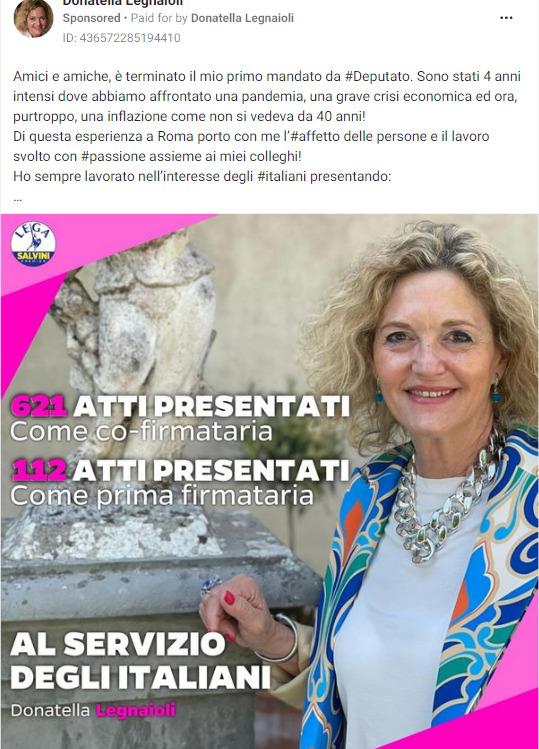 Donatella Legnaioli
Sponsored • Paid for by Donatella Legnaioli
ID: 436572285194410
Amici e amiche, è terminato il mio primo mandato da #Deputato. Sono stati 4 anni
intensi dove abbiamo affrontato una pandemia, una grave crisi economica ed ora,
purtroppo, una inflazione come non si vedeva da 40 anni!
Di questa esperienza a Roma porto con me l'#affetto delle persone e il lavoro
svolto con #passione assieme ai miei colleghi!
Ho sempre lavorato nell'interesse degli #italiani presentando:
...
LEGA
SALVINI
PREMIER
621 ATTI PRESENTATI
Come co-firmataria
112 ATTI PRESENTATI
Come prima firmataria
AL SERVIZIO
DEGLI ITALIANI
Donatella Legnaioli